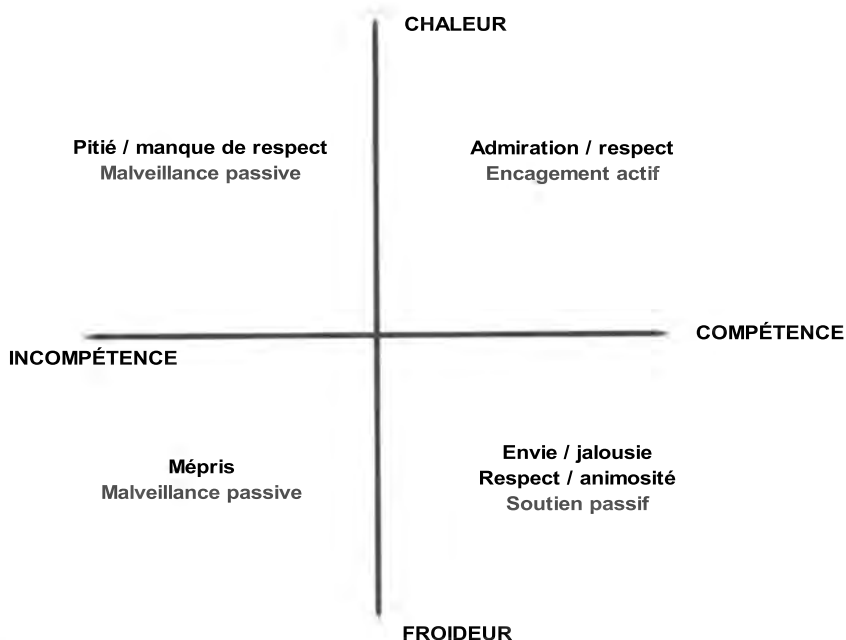 CHALEUR
Pitié / manque de respect
Malveillance passive
Admiration / respect
Encagement actif
COMPÉTENCE
INCOMPÉTENCE
Mépris
Malveillance passive
Envie / jalousie
Respect / animosité
Soutien passif
FROIDEUR